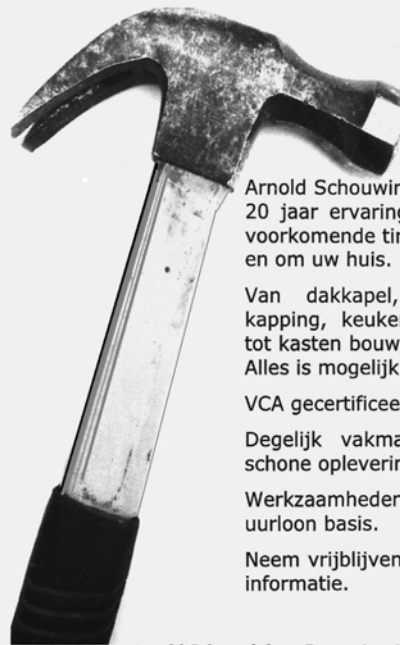 Arnold Schouwin
20 jaar ervaring
voorkomende tim
en om uw huis.
Van dakkapel,
kapping, keuken
tot kasten bouw
Alles is mogelijk
VCA gecertificee
Degelijk vakma
schone opleverin
Werkzaamheden
uurloon basis.
Neem vrijblijven
informatie.